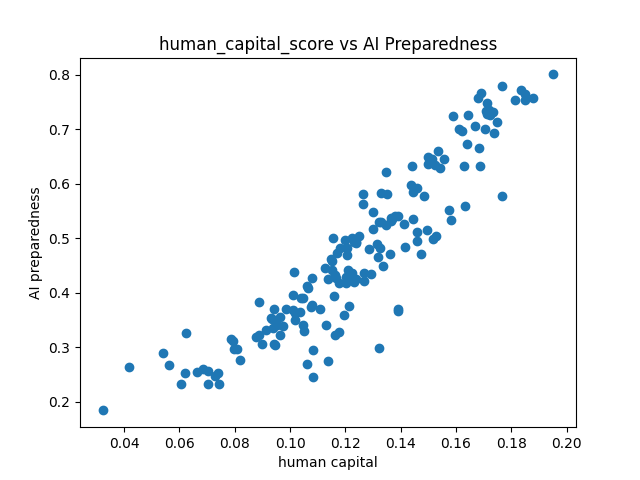 human_capital_score vs AI Preparedness
0.8
0.7
0.6
0.5
0.4
0.3
0.2
AI preparedness
0.04 0.06 0.08 0.10 0.12 0.14 0.16 0.18 0.20
human capital